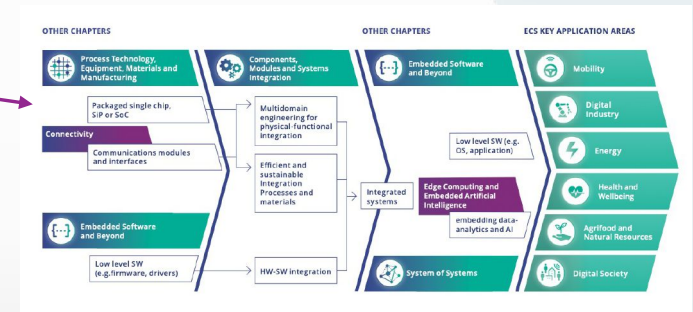 OTHER CHAPTERS
OTHER CHAPTERS
ECS KEY APPLICATION AREAS
Process Technology,
Equipment, Materials and
Manufacturing
Components,
Modules and Systems
Integration
Embedded Software
and Beyond
Mobility
Packaged single chip,
SiP or SoC
Connectivity
Communications modules
and interfaces
Multidomain
engineering for
physical-functional
integration
Efficient and
sustainable
Integration
Processes and
materials
Integrated
systems
Low level SW (e.g.
OS, application)
Edge Computing and
Embedded Artificial
Intelligence
embedding data-
analytics and AI
Digital
Industry
Energy
Health and
Wellbeing
Embedded Software
and Beyond
Low level SW
(e.g.firmware, drivers)
HW-SW integration
System of Systems
Agrifood and
Natural Resources
Digital Society